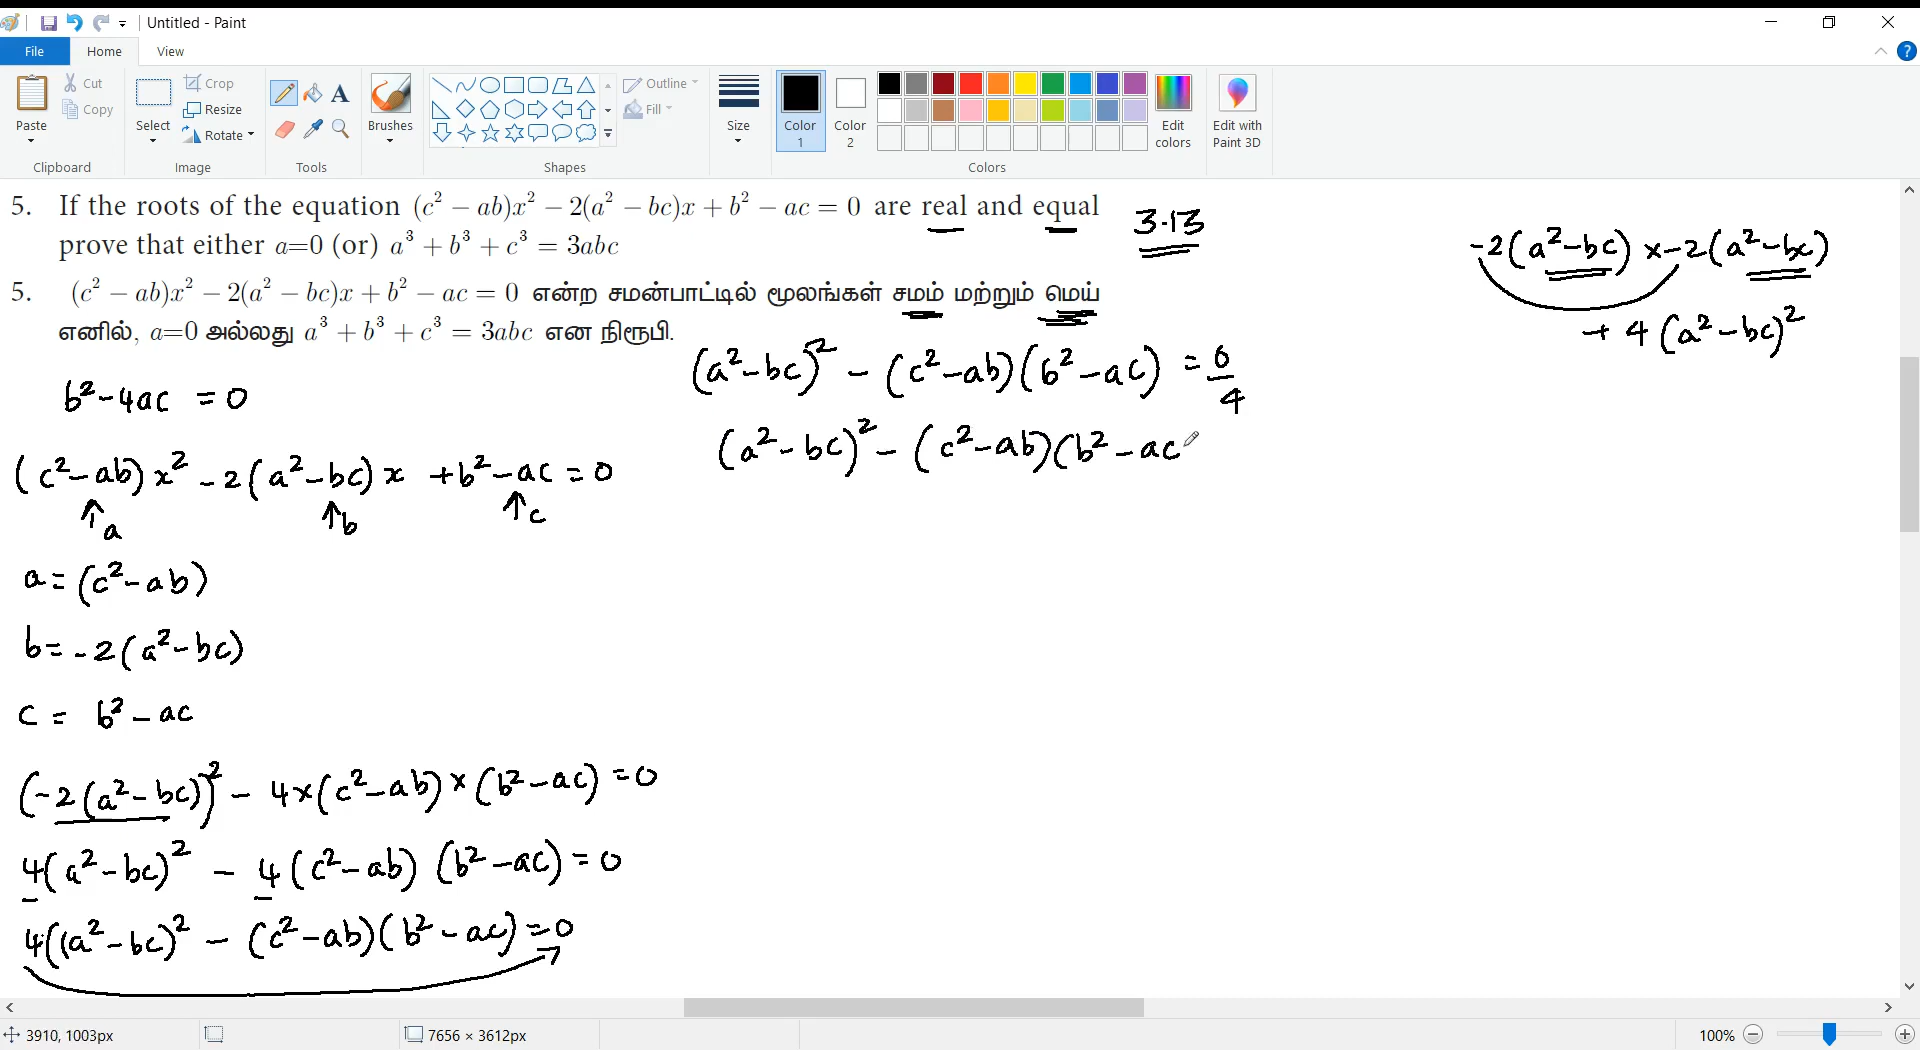 Untitled - Paint
File Home View
Paste Cut Copy Clipboard
Select Crop Resize Rotate Image
Tools
Brushes
Shapes Outline Fill
Size
Color 1 Color 2
Colors
Edit colors
Edit with Paint 3D
5. If the roots of the equation (c² − ab)x² − 2(a² − bc)x + b² − ac = 0 are real and equal
prove that either a=0 (or) a³ + b³ + c³ = 3abc
3.13
5. (c² − ab)x² − 2(a² − bc)x + b² − ac = 0 என்ற சமன்பாட்டில் மூலங்கள் சமம் மற்றும் மெய்
எனில், a=0 அல்லது a³ + b³ + c³ = 3abc என நிரூபி.
b² - 4ac = 0
(c² - ab) x² - 2 (a² - bc) x + b² - ac = 0
↑a ↑b ↑c
a = (c² - ab)
b = -2 (a² - bc)
c = b² - ac
(-2 (a² - bc))² - 4 × (c² - ab) × (b² - ac) = 0
4(a² - bc)² - 4 (c² - ab) (b² - ac) = 0
4((a² - bc)² - (c² - ab)(b² - ac) = 0
(a² - bc)² - (c² - ab)(b² - ac) = 0/4
(a² - bc)² - (c² - ab)(b² - ac
-2(a² - bc) × -2(a² - bc)
+ 4 (a² - bc)²
3910, 1003px
7656 × 3612px
100%